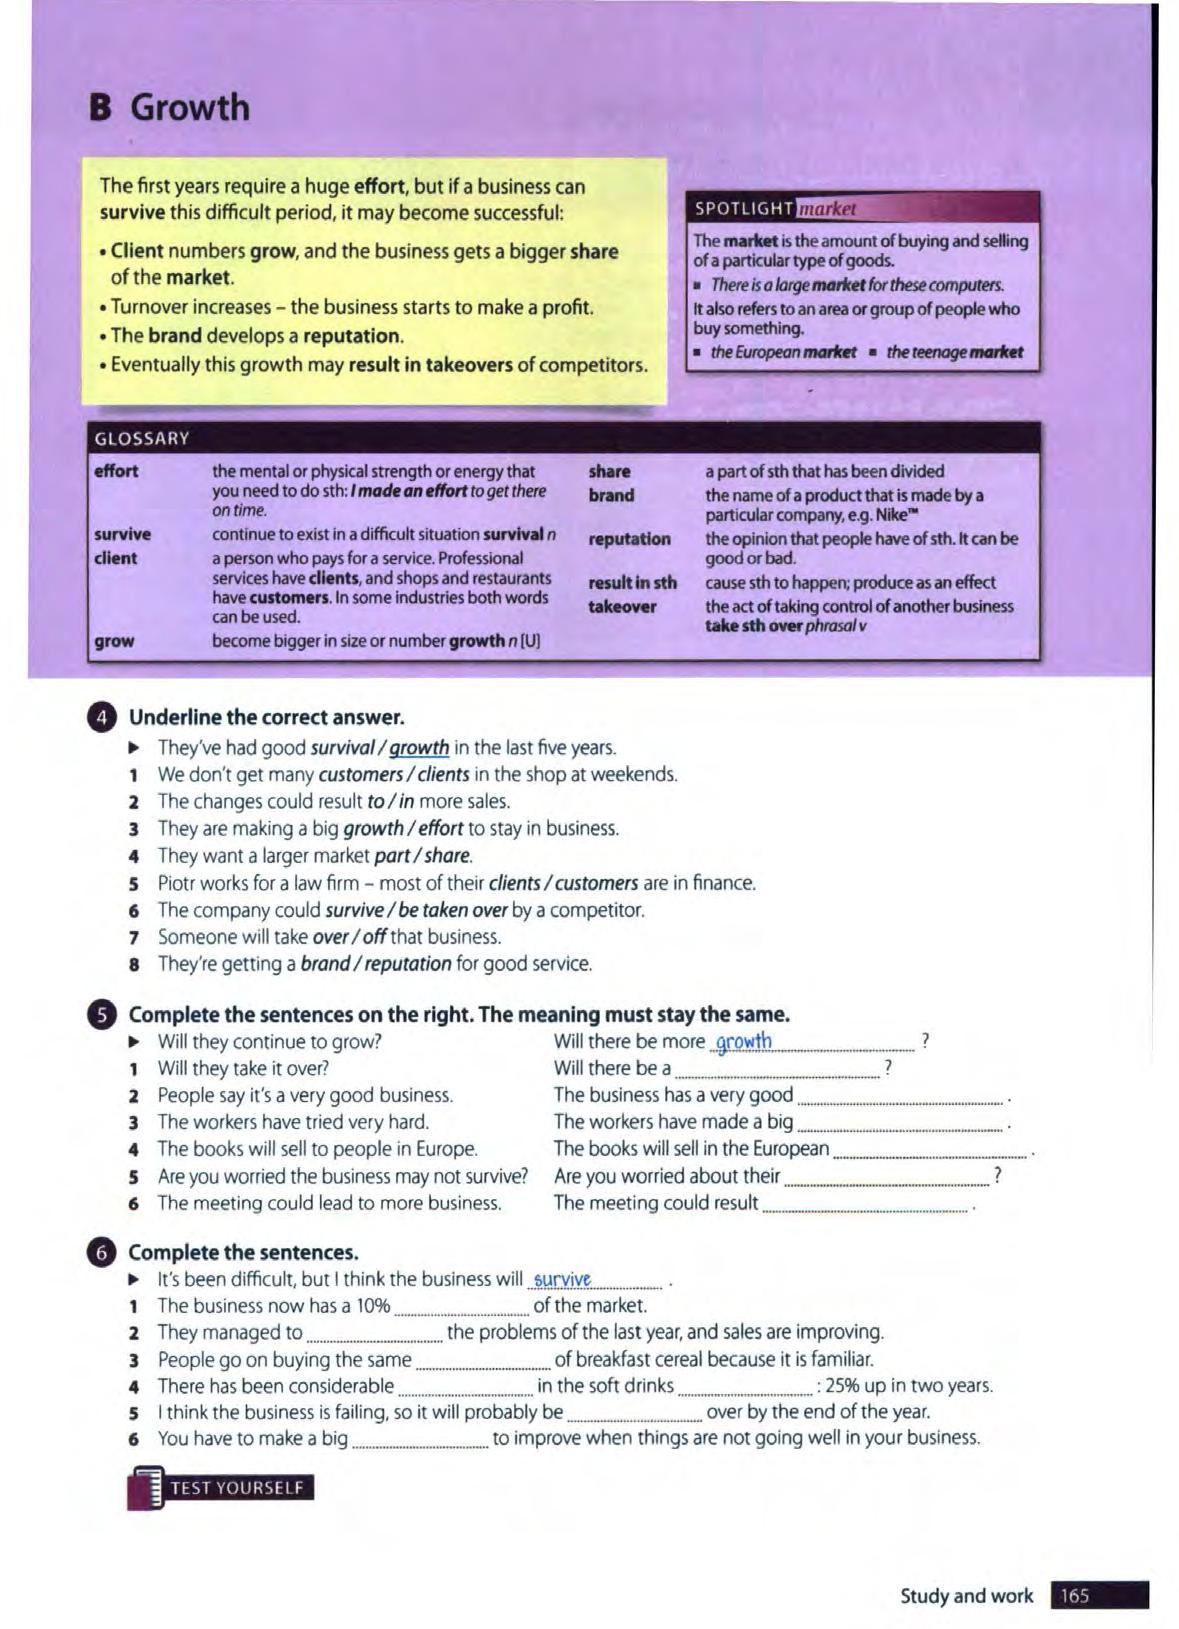 B Growth
The first years require a huge effort, but if a business can
survive this difficult period, it may become successful:
• Client numbers grow, and the business gets a bigger share
of the market.
• Turnover increases – the business starts to make a profit.
• The brand develops a reputation.
• Eventually this growth may result in takeovers of competitors.
SPOTLIGHT market
The market is the amount of buying and selling
of a particular type of goods.
▪ There is a large market for these computers.
It also refers to an area or group of people who
buy something.
▪ the European market ▪ the teenage market
GLOSSARY
effort the mental or physical strength or energy that
you need to do sth: I made an effort to get there
on time.
survive continue to exist in a difficult situation survival n
client a person who pays for a service. Professional
services have clients, and shops and restaurants
have customers. In some industries both words
can be used.
grow become bigger in size or number growth n [U]
share a part of sth that has been divided
brand the name of a product that is made by a
particular company, e.g. Nike™
reputation the opinion that people have of sth. It can be
good or bad.
result in sth cause sth to happen; produce as an effect
takeover the act of taking control of another business
take sth over phrasal v
4 Underline the correct answer.
▶ They've had good survival / growth in the last five years.
1 We don't get many customers / clients in the shop at weekends.
2 The changes could result to / in more sales.
3 They are making a big growth / effort to stay in business.
4 They want a larger market part / share.
5 Piotr works for a law firm – most of their clients / customers are in finance.
6 The company could survive / be taken over by a competitor.
7 Someone will take over / off that business.
8 They're getting a brand / reputation for good service.
5 Complete the sentences on the right. The meaning must stay the same.
▶ Will they continue to grow? Will there be more growth ?
1 Will they take it over? Will there be a ?
2 People say it's a very good business. The business has a very good .
3 The workers have tried very hard. The workers have made a big .
4 The books will sell to people in Europe. The books will sell in the European .
5 Are you worried the business may not survive? Are you worried about their ?
6 The meeting could lead to more business. The meeting could result .
6 Complete the sentences.
▶ It's been difficult, but I think the business will survive .
1 The business now has a 10% of the market.
2 They managed to the problems of the last year, and sales are improving.
3 People go on buying the same of breakfast cereal because it is familiar.
4 There has been considerable in the soft drinks : 25% up in two years.
5 I think the business is failing, so it will probably be over by the end of the year.
6 You have to make a big to improve when things are not going well in your business.
TEST YOURSELF
Study and work 165